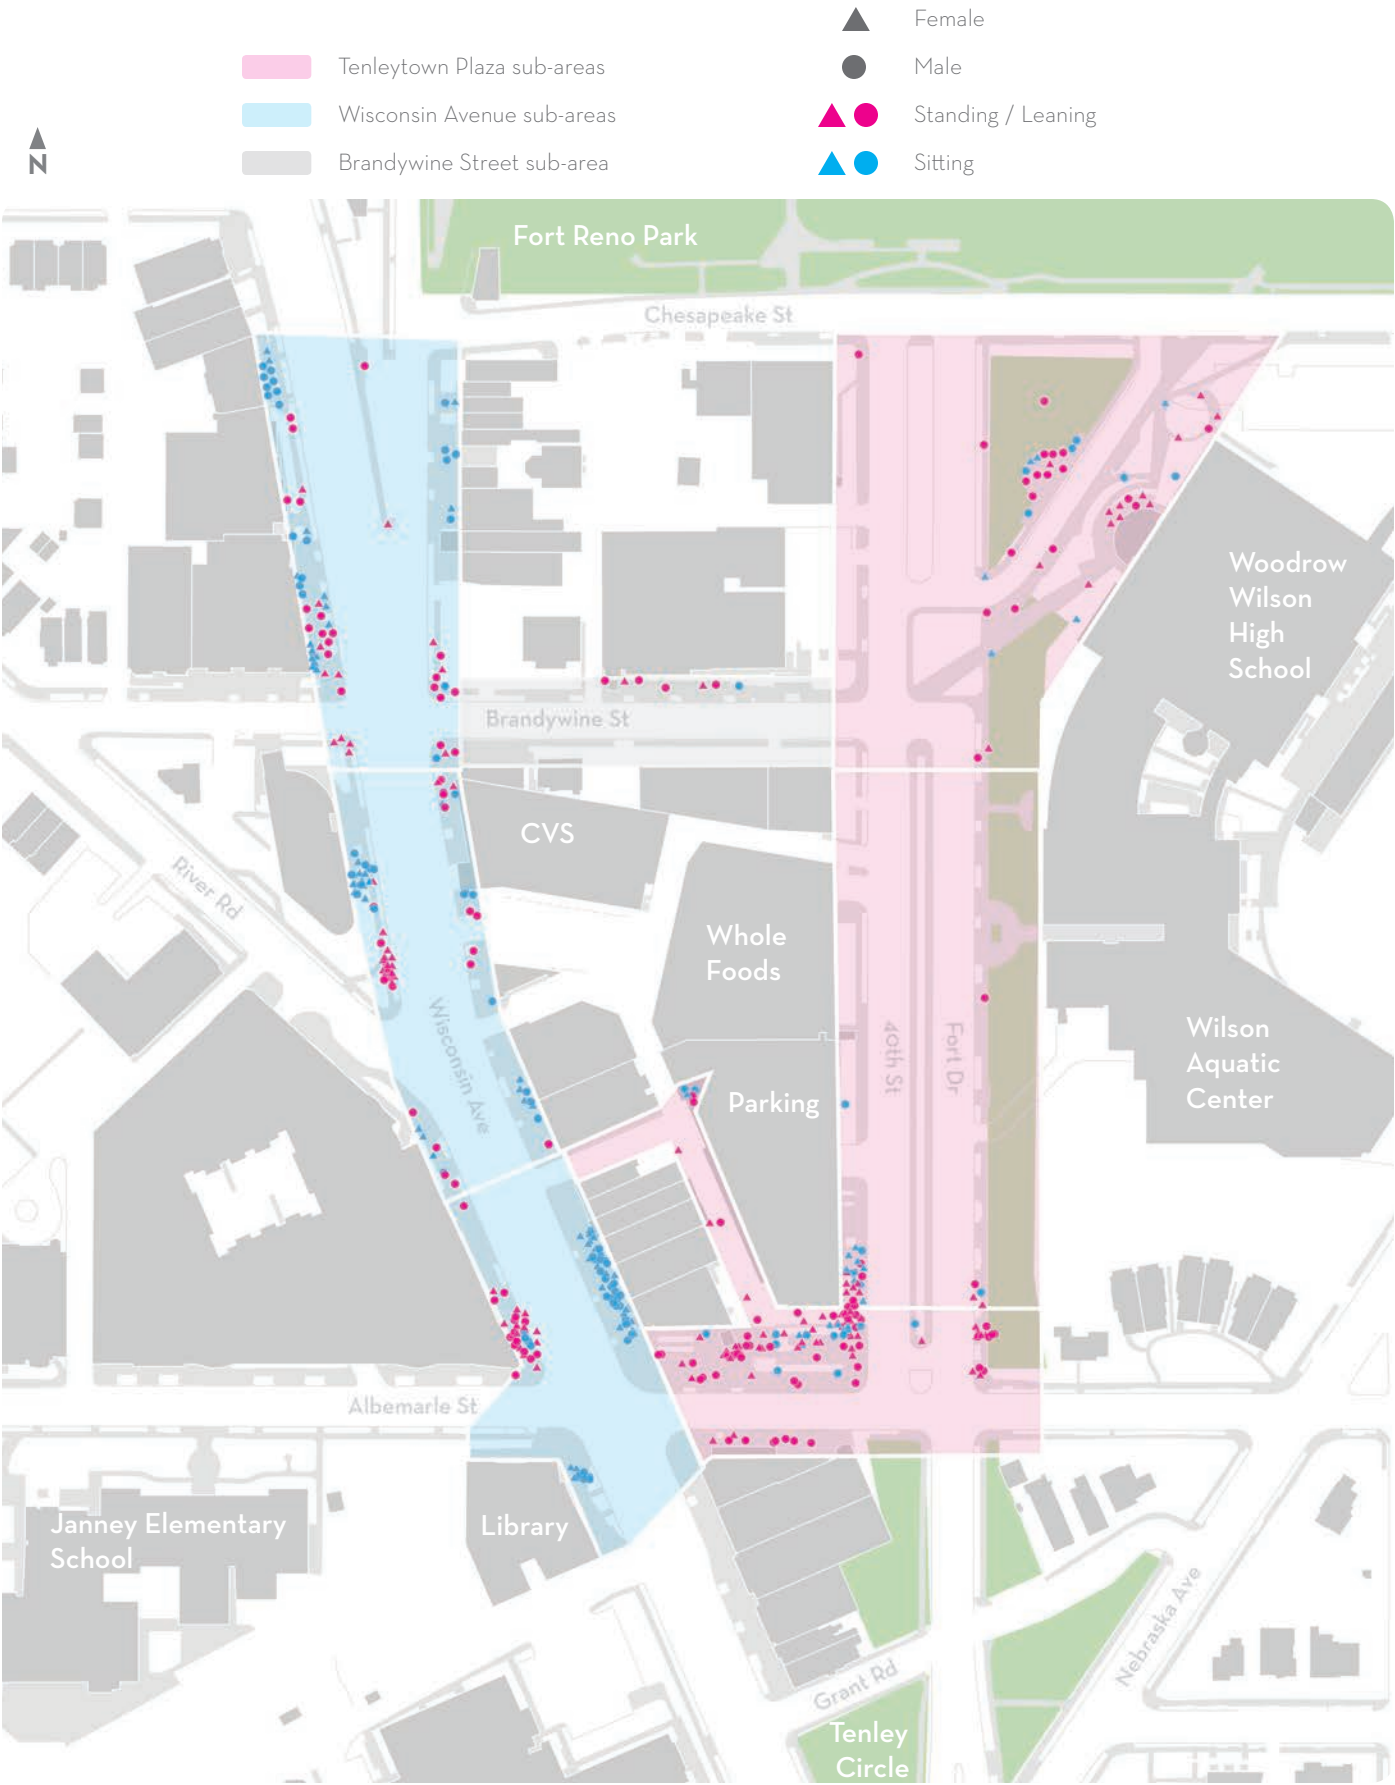 Female
Tenleytown Plaza sub-areas
Male
Wisconsin Avenue sub-areas
Standing / Leaning
Brandywine Street sub-area
Sitting
N
Fort Reno Park
Chesapeake St
Woodrow
Wilson
High
School
Brandywine St
CVS
River Rd
Whole
Foods
Wisconsin Ave
40th St
Fort Dr
Wilson
Aquatic
Center
Parking
Albemarle St
Janney Elementary
School
Library
Nebraska Ave
Grant Rd
Tenley
Circle